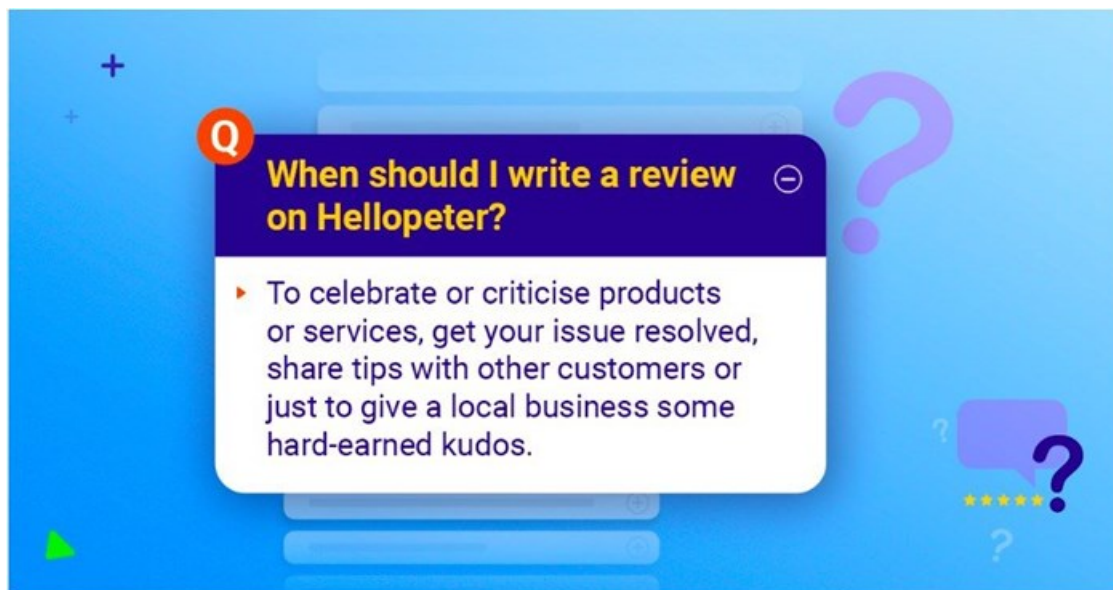 Q
When should I write a review
on Hellopeter?
To celebrate or criticise products
or services, get your issue resolved,
share tips with other customers or
just to give a local business some
hard-earned kudos.